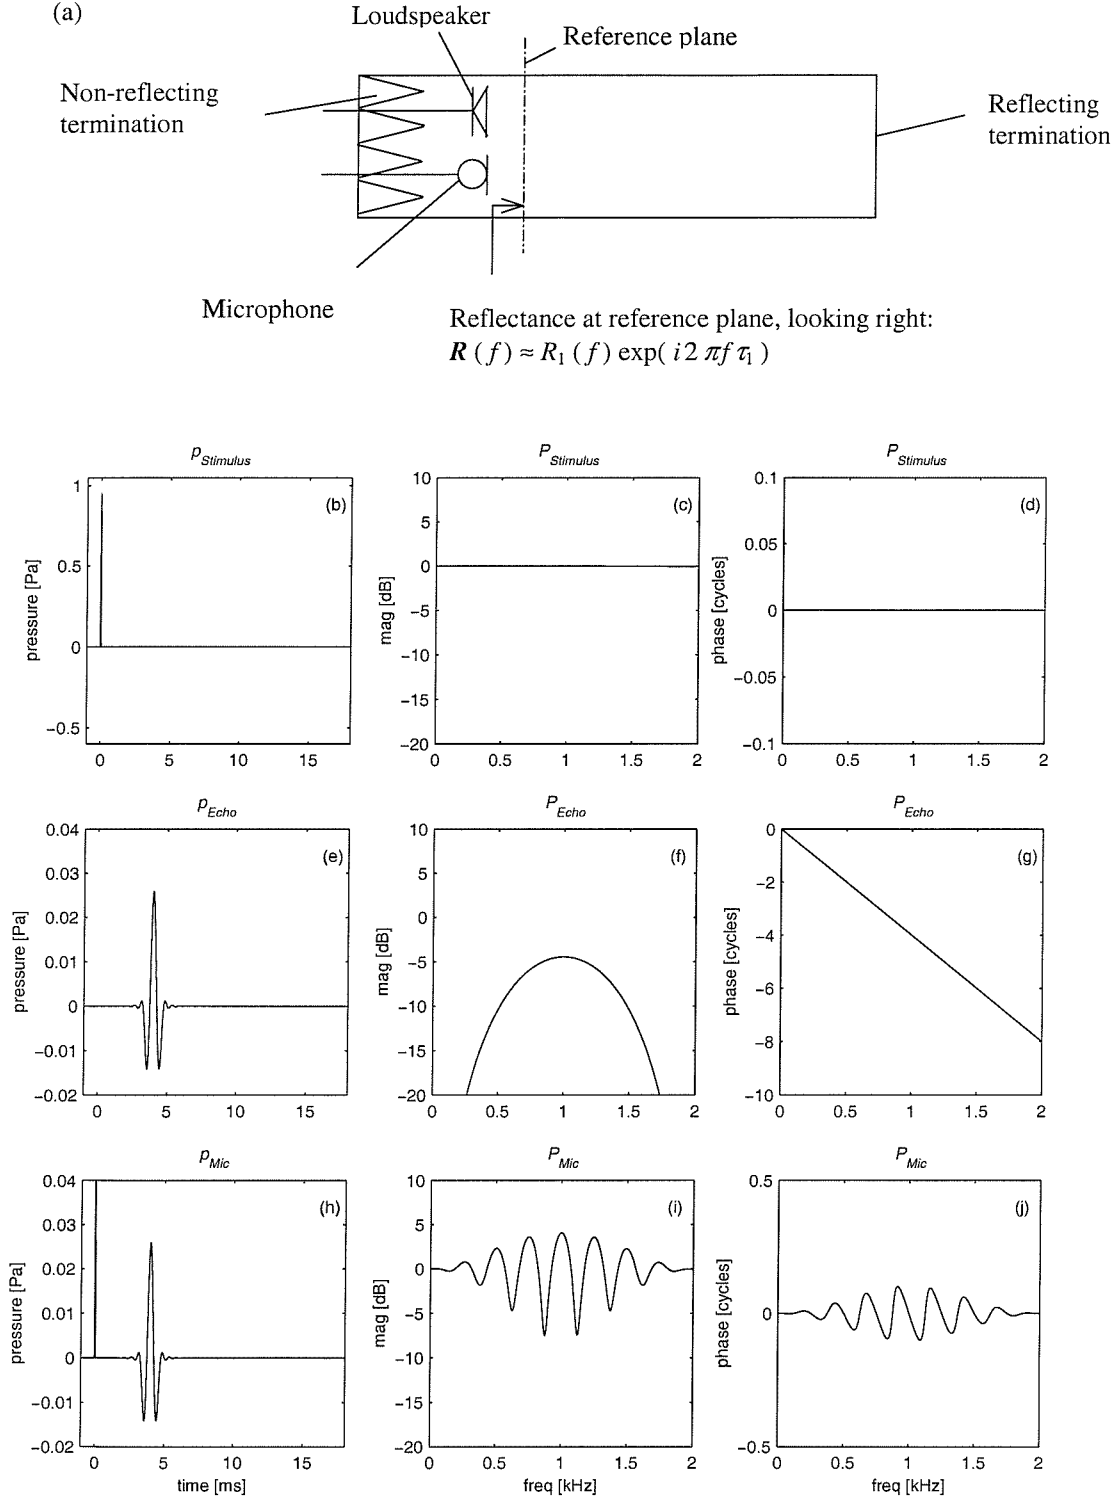 (a)
Loudspeaker
Reference plane
Non-reflecting
termination
Reflecting
termination
Microphone
Reflectance at reference plane, looking right:
R (f) ≈ R1 (f) exp( i2 πf τ1 )
pStimulus
PStimulus
PStimulus
(b)
1
0.5
0
−0.5
pressure [Pa]
0 5 10 15
(c)
10
5
0
−5
−10
−15
−20
mag [dB]
0 0.5 1 1.5 2
(d)
0.1
0.05
0
−0.05
−0.1
phase [cycles]
0 0.5 1 1.5 2
pEcho
PEcho
PEcho
(e)
0.04
0.03
0.02
0.01
0
−0.01
−0.02
pressure [Pa]
0 5 10 15
(f)
10
5
0
−5
−10
−15
−20
mag [dB]
0 0.5 1 1.5 2
(g)
0
−2
−4
−6
−8
−10
phase [cycles]
0 0.5 1 1.5 2
pMic
PMic
PMic
(h)
0.04
0.03
0.02
0.01
0
−0.01
−0.02
pressure [Pa]
0 5 10 15
time [ms]
(i)
10
5
0
−5
−10
−15
−20
mag [dB]
0 0.5 1 1.5 2
freq [kHz]
(j)
0.5
0
−0.5
phase [cycles]
0 0.5 1 1.5 2
freq [kHz]